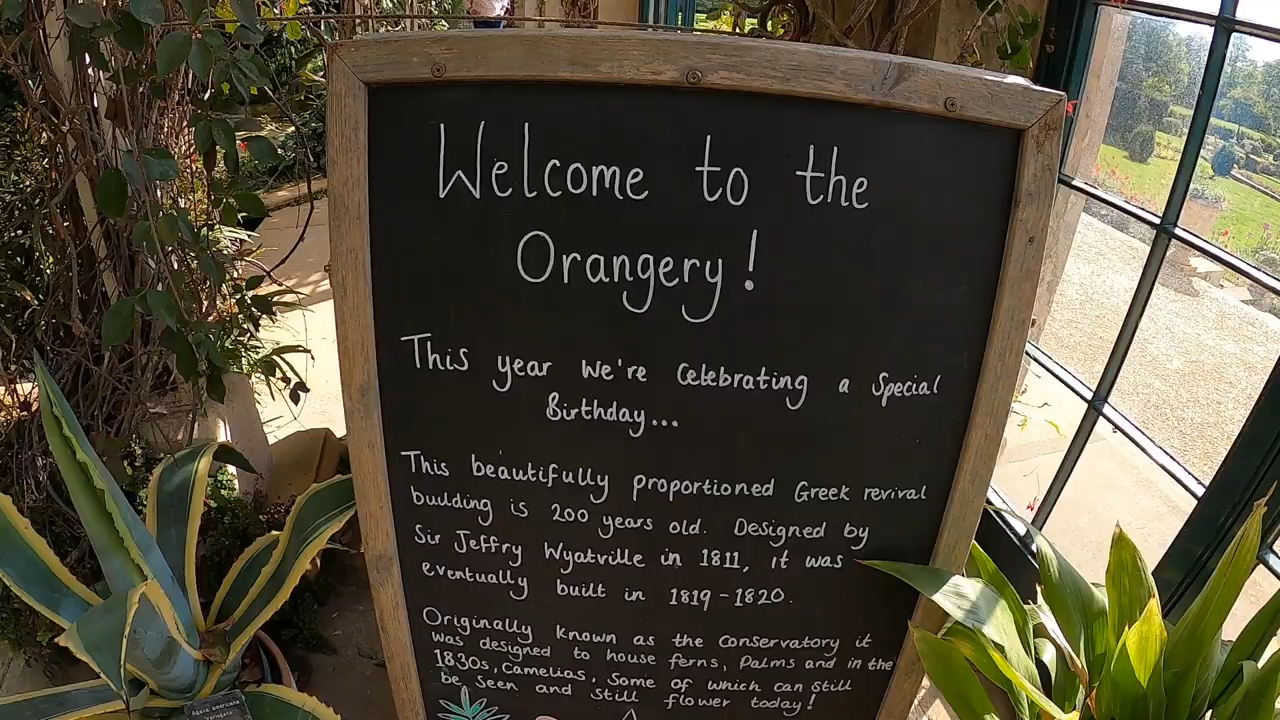 Welcome to the
Orangery!
This year we're Celebrating a Special
Birthday...
This beautifully proportioned Greek revival
building is 200 years old. Designed by
Sir Jeffry Wyatville in 1811, it was
eventually built in 1819-1820.
Originally known as the Conservatory it
was designed to house ferns, Palms and in the
1830s, Camelias, Some of which can still
be seen and still flower today!
Agave americana